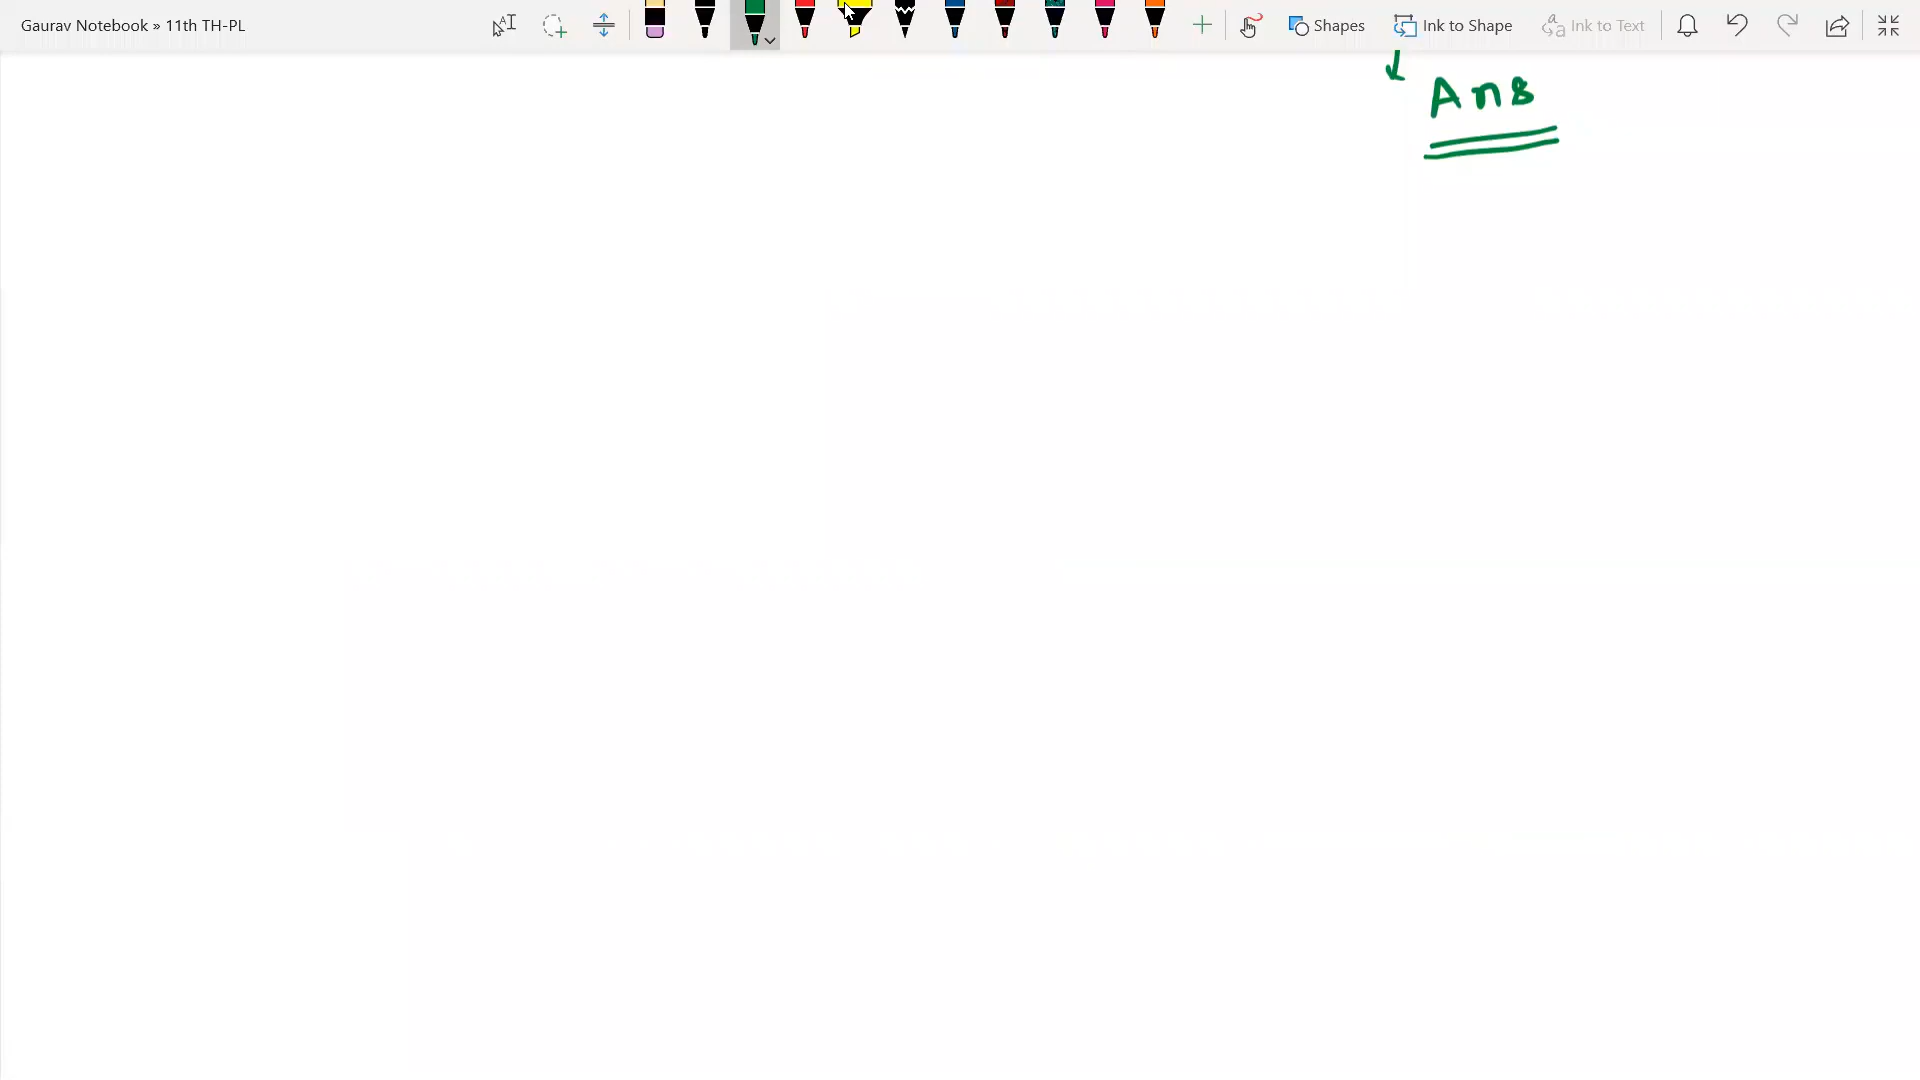 Gaurav Notebook » 11th TH-PL
Shapes
Ink to Shape
Ink to Text
Ans